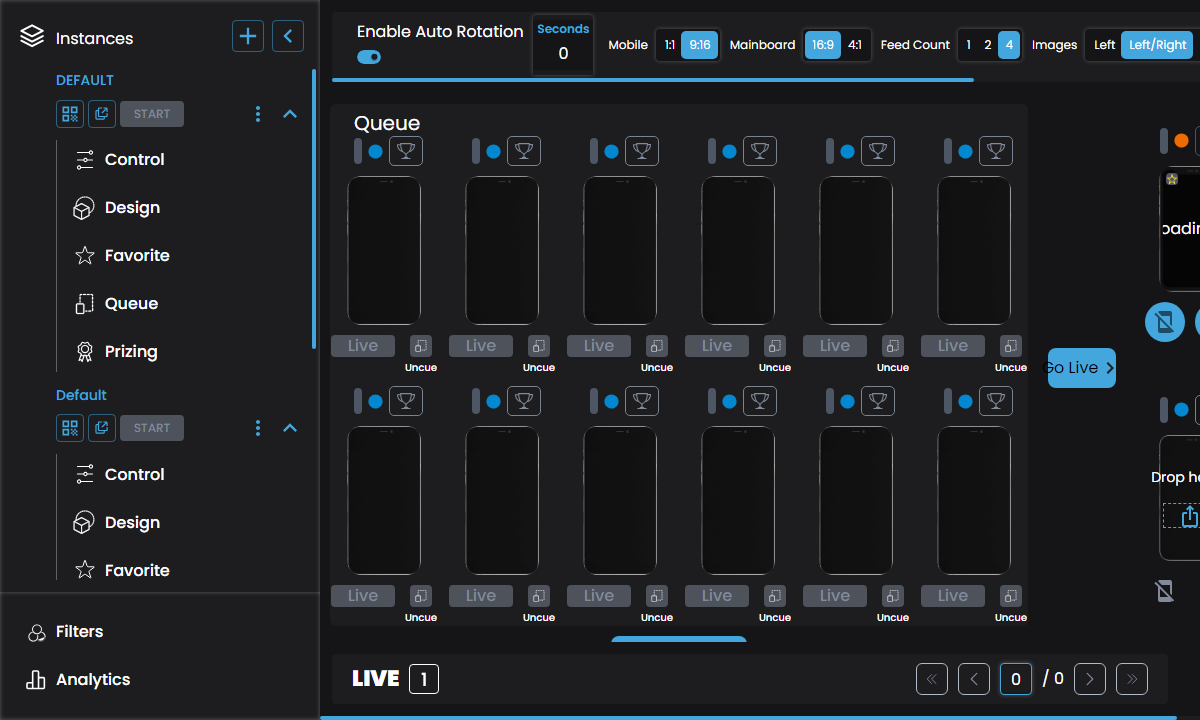 Instances
DEFAULT
START
Control
Design
Favorite
Queue
Prizing
Default
START
Control
Design
Favorite
Filters
Analytics
Enable Auto Rotation
Seconds
0
Mobile 1:1 9:16 Mainboard 16:9 4:1 Feed Count 1 2 4 Images Left Left/Right
Queue
Live Live Live Live Live Live
Uncue Uncue Uncue Uncue Uncue Uncue
Live Live Live Live Live Live
Uncue Uncue Uncue Uncue Uncue Uncue
oadin
Go Live
Drop he
LIVE 1
0 / 0